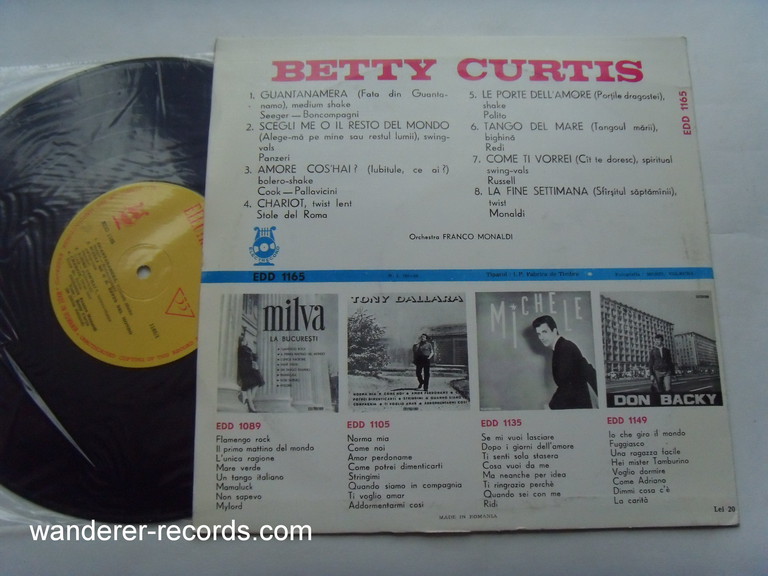 BETTY CURTIS
1. GUANTANAMERA (Fata din Guanta-
nama), medium shake
Seeger — Boncompagni
2. SCEGLI ME O IL RESTO DEL MONDO
(Alege-mă pe mine sau restul lumii), swing-
vals
Panzeri
3. AMORE COS'HAI? (Iubitule, ce ai?)
bolero-shake
Cook — Pallavicini
4. CHARIOT, twist lent
Stole del Roma
5. LE PORTE DELL'AMORE (Porțile dragostei),
shake
Polito
6. TANGO DEL MARE (Tangoul mării),
bighină
Redi
7. COME TI VORREI (Cît te doresc), spiritual
swing-vals
Russell
8. LA FINE SETTIMANA (Sfîrșitul săptămînii),
twist
Monaldi
EDD 1165
Orchestra FRANCO MONALDI
EDD 1165
Tiparul - I.P. Fabrica de Timbre
milva
LA BUCUREȘTI
TONY DALLARA
MICHELE
DON BACKY
EDD 1089
Flamengo rock
Il primo mattino del mondo
L'unica ragione
Mare verde
Un tango italiano
Mamaluck
Non sapevo
Mylord
EDD 1105
Norma mia
Come noi
Amor perdoname
Come potrei dimenticarti
Stringimi
Quando siamo in compagnia
Ti voglio amar
Addormentarmi cosi
EDD 1135
Se mi vuoi lasciare
Dopo i giorni dell'amore
Ti senti solo stasera
Cosa vuoi da me
Ma neanche per idea
Ti ringrazio perchè
Quando sei con me
Ridi
EDD 1149
Io che giro il mondo
Fuggiasco
Una ragazza facile
Hei mister Tamburino
Voglio dormire
Come Adriano
Dimmi cosa c'è
La carità
MADE IN ROMANIA
Lei 20
wanderer-records.com